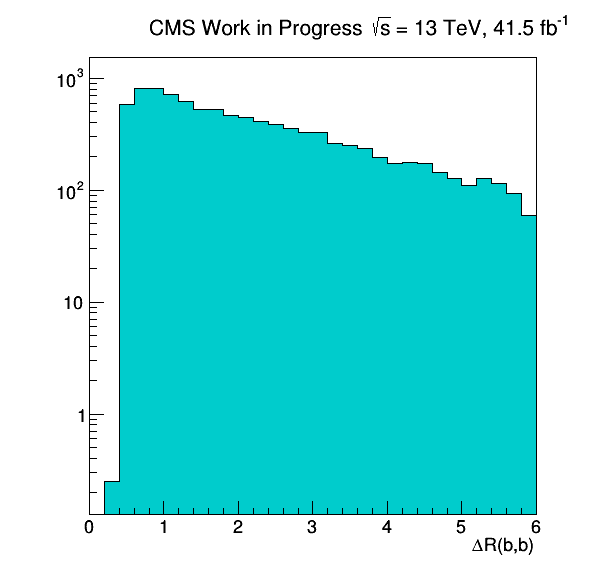 CMS Work in Progress √s = 13 TeV, 41.5 fb⁻¹
10³
10²
10
1
0 1 2 3 4 5 6
ΔR(b,b)